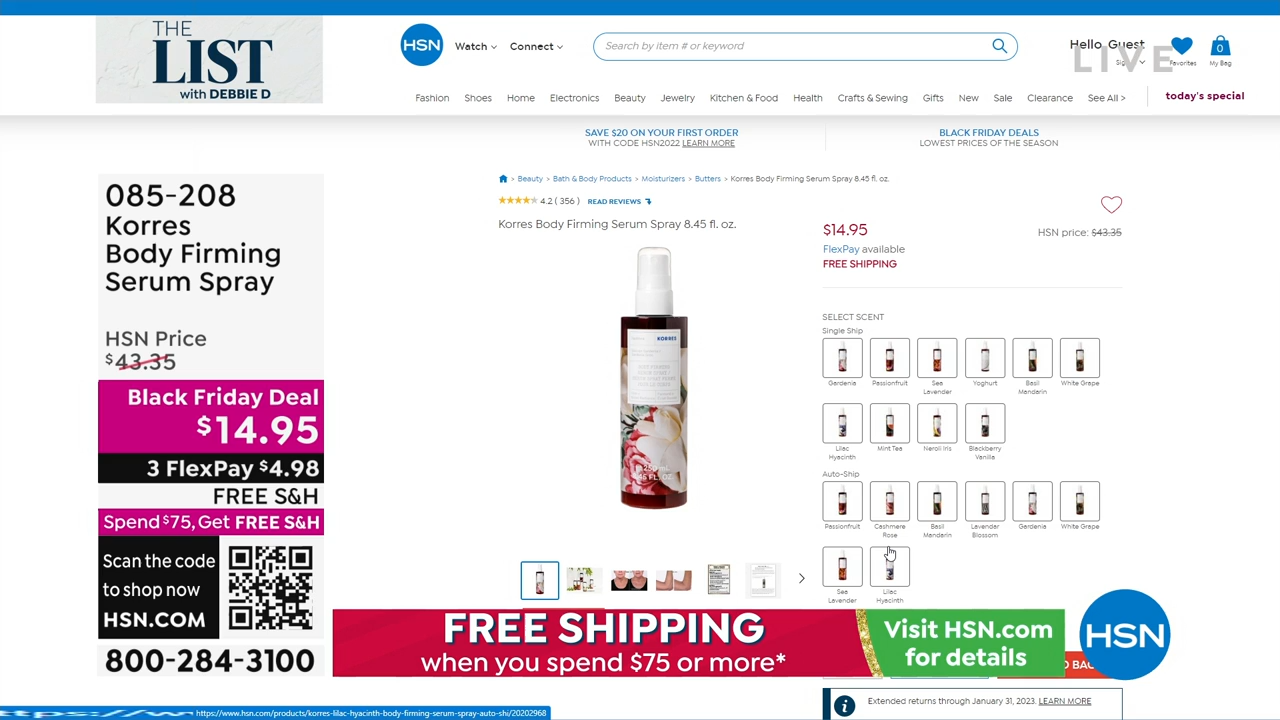 THE
LIST
with DEBBIE D
HSN
Watch
Connect
Search by item # or keyword
Hello, Guest
LIVE
Favorites
0
My Bag
Fashion
Shoes
Home
Electronics
Beauty
Jewelry
Kitchen & Food
Health
Crafts & Sewing
Gifts
New
Sale
Clearance
See All >
today's special
SAVE $20 ON YOUR FIRST ORDER
WITH CODE HSN2022 LEARN MORE
BLACK FRIDAY DEALS
LOWEST PRICES OF THE SEASON
> Beauty > Bath & Body Products > Moisturizers > Butters > Korres Body Firming Serum Spray 8.45 fl. oz.
4.2 ( 356 ) READ REVIEWS
Korres Body Firming Serum Spray 8.45 fl. oz.
KORRES
$14.95
HSN price: $43.35
FlexPay available
FREE SHIPPING
SELECT SCENT
Single Ship
Gardenia
Passionfruit
Sea
Lavender
Yoghurt
Basil
Mandarin
White Grape
Lilac
Hyacinth
Mint Tea
Neroli Iris
Blackberry
Vanilla
Auto-Ship
Passionfruit
Cashmere
Rose
Basil
Mandarin
Lavendar
Blossom
Gardenia
White Grape
Sea
Lavender
Lilac
Hyacinth
085-208
Korres
Body Firming
Serum Spray
HSN Price
$43.35
Black Friday Deal
$14.95
3 FlexPay $4.98
FREE S&H
Spend $75, Get FREE S&H
Scan the code
to shop now
HSN.COM
800-284-3100
FREE SHIPPING
when you spend $75 or more*
Visit HSN.com
for details
HSN
Extended returns through January 31, 2023. LEARN MORE
https://www.hsn.com/products/korres-lilac-hyacinth-body-firming-serum-spray-auto-shi/20202968